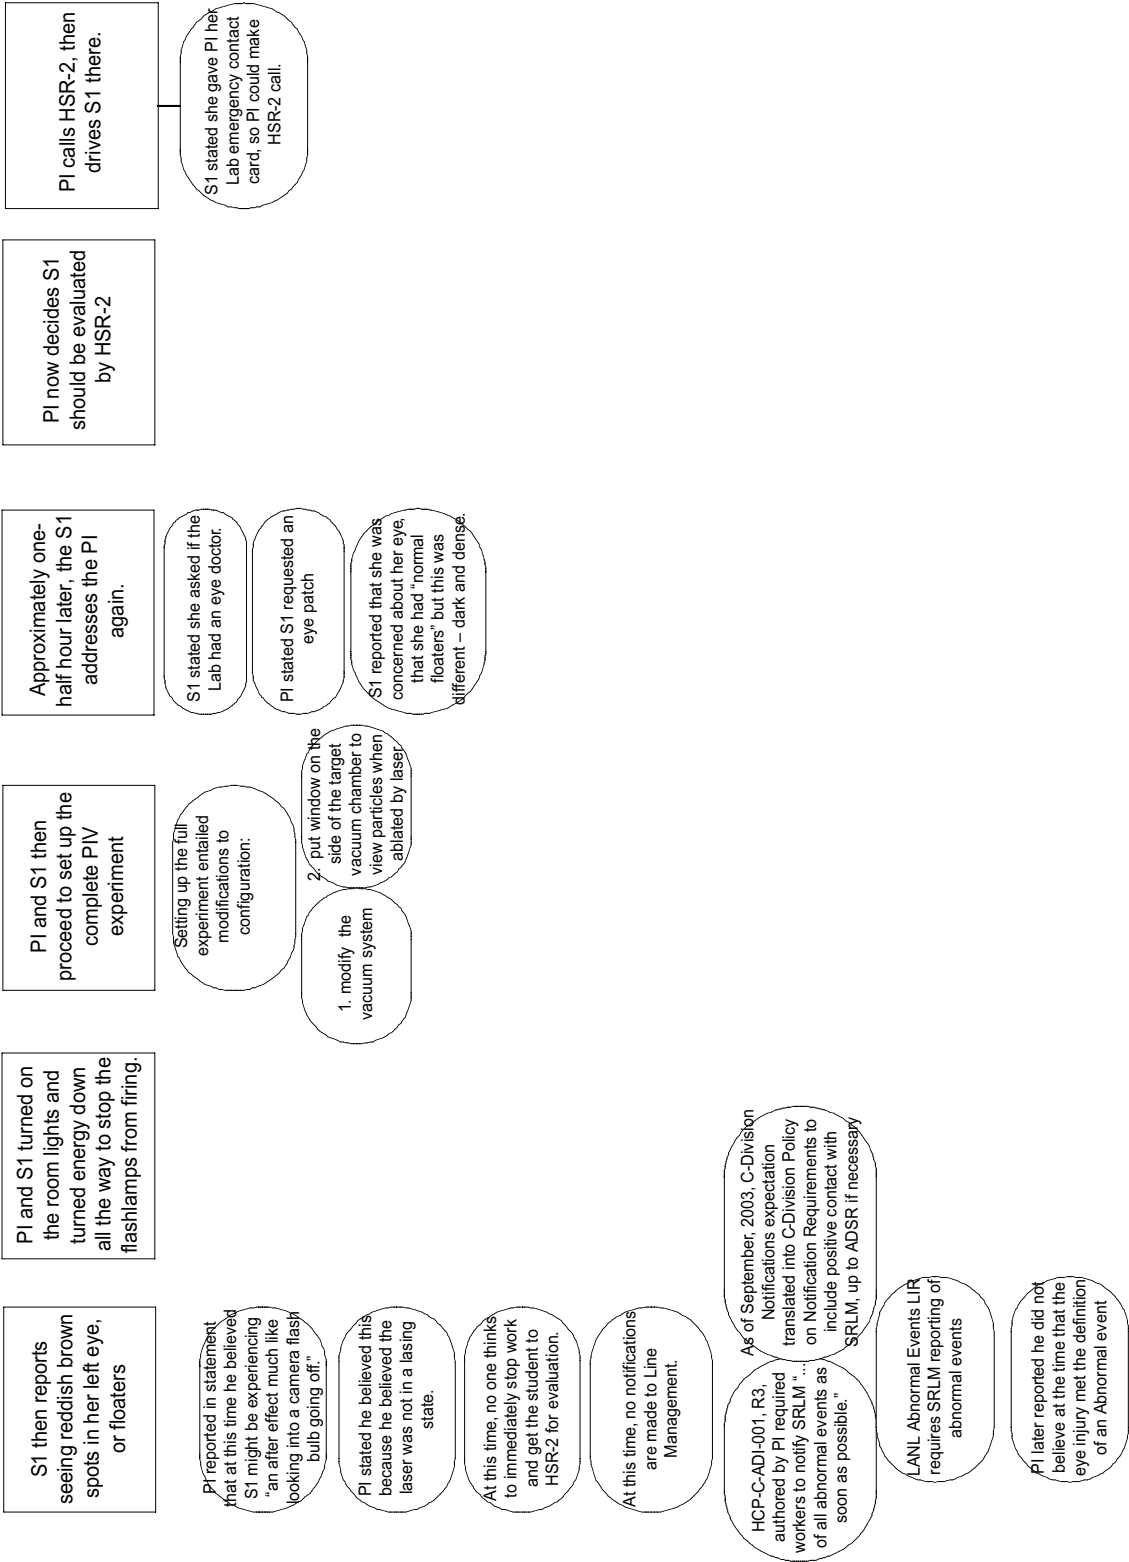 S1 then reports
seeing reddish brown
spots in her left eye,
or floaters
PI reported in statement
that at this time he believed
S1 might be experiencing
“an after effect much like
looking into a camera flash
bulb going off.”
PI stated he believed this
because he believed the
laser was not in a lasing
state.
At this time, no one thinks
to immediately stop work
and get the student to
HSR-2 for evaluation.
At this time, no notifications
are made to Line
Management.
HCP-C-ADI-001, R3,
authored by PI required
workers to notify SRLM “…
of all abnormal events as
soon as possible.”
As of September, 2003, C-Division
Notifications expectation
translated into C-Division Policy
on Notification Requirements to
include positive contact with
SRLM, up to ADSR if necessary
LANL Abnormal Events LIR
requires SRLM reporting of
abnormal events
PI later reported he did not
believe at the time that the
eye injury met the definition
of an Abnormal event
PI and S1 turned on
the room lights and
turned energy down
all the way to stop the
flashlamps from firing.
PI and S1 then
proceed to set up the
complete PIV
experiment
Setting up the full
experiment entailed
modifications to
configuration:
1. modify the
vacuum system
2. put window on the
side of the target
vacuum chamber to
view particles when
ablated by laser
Approximately one-
half hour later, the S1
addresses the PI
again.
S1 stated she asked if the
Lab had an eye doctor.
PI stated S1 requested an
eye patch
S1 reported that she was
concerned about her eye,
that she had “normal
floaters” but this was
different – dark and dense.
PI now decides S1
should be evaluated
by HSR-2
PI calls HSR-2, then
drives S1 there.
S1 stated she gave PI her
Lab emergency contact
card, so PI could make
HSR-2 call.